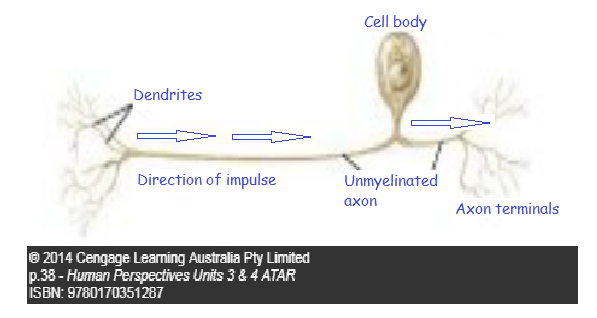 Cell body
Dendrites
Direction of impulse
Unmyelinated
axon
Axon terminals
© 2014 Cengage Learning Australia Pty Limited
p.38 - Human Perspectives Units 3 & 4 ATAR
ISBN: 9780170351287